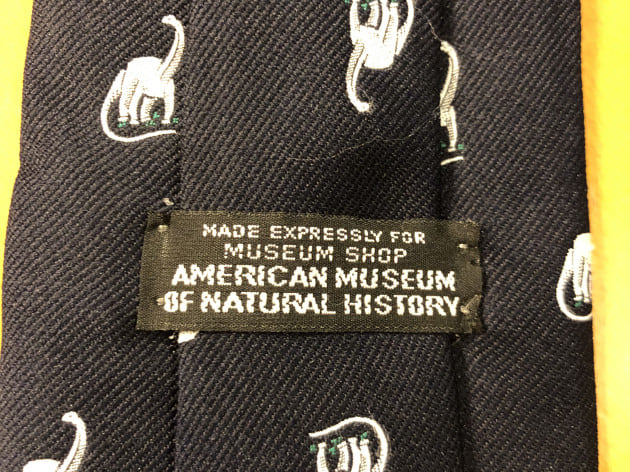 MADE EXPRESSLY FOR
MUSEUM SHOP
AMERICAN MUSEUM
OF NATURAL HISTORY